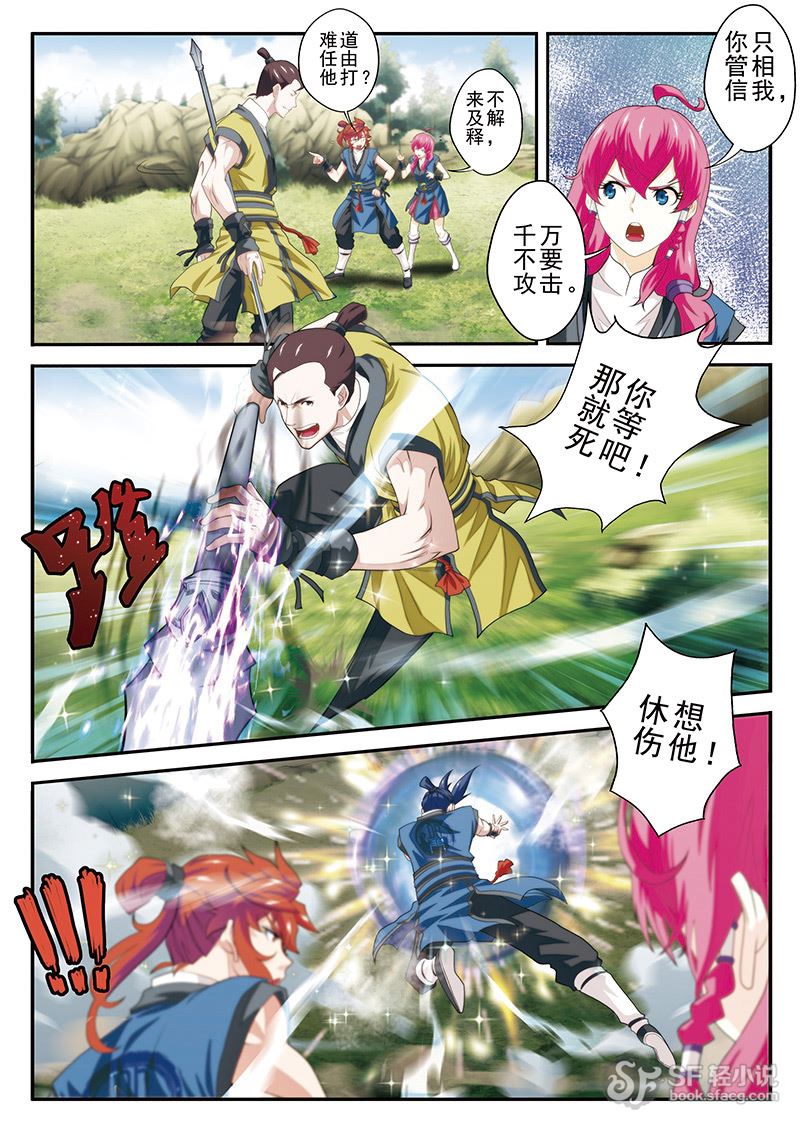 难道
任由
他打？
来不
及解
释，
你只
管相
信我，
千万
不要
攻击。
那你
就等
死吧！
休想
伤他！
!!!
SF 轻小说
book.sfacg.com